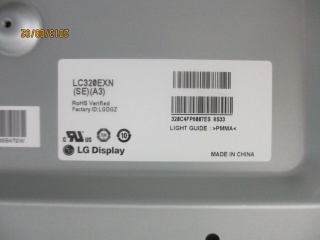 LC320EXN
(SE)(A3)
RoHS Verified
Factory ID:LGDGZ
LG Display
LIGHT GUIDE : >PMMA<
MADE IN CHINA